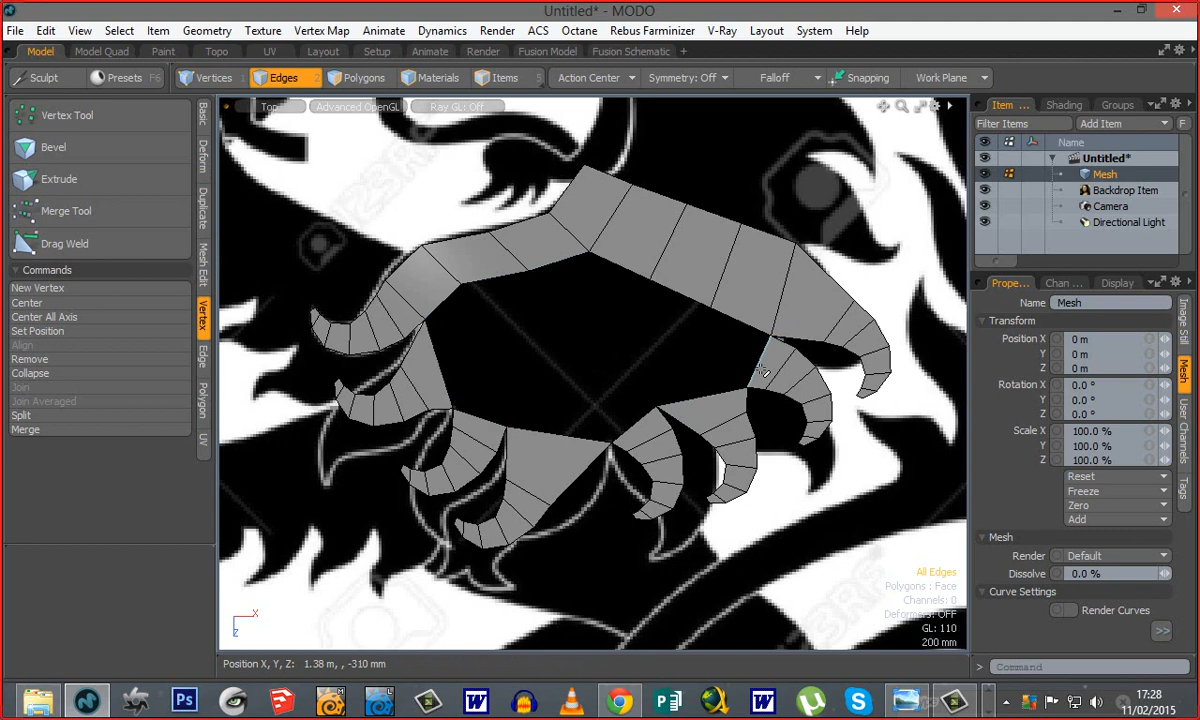 Untitled* - MODO
File Edit View Select Item Geometry Texture Vertex Map Animate Dynamics Render ACS Octane Rebus Farminizer V-Ray Layout System Help
Model Model Quad Paint Topo UV Layout Setup Animate Render Fusion Model Fusion Schematic +
Sculpt Presets F6 Vertices 1 Edges 2 Polygons Materials Items 5 Action Center Symmetry: Off Falloff Snapping Work Plane
Vertex Tool
Bevel
Extrude
Merge Tool
Drag Weld
Commands
New Vertex
Center
Center All Axis
Set Position
Align
Remove
Collapse
Join
Join Averaged
Split
Merge
Basic
Deform
Duplicate
Mesh Edit
Vertex
Edge
Polygon
UV
Top Advanced OpenGL Ray GL: Off
All Edges
Polygons : Face
Channels: 0
Deformers: OFF
GL: 110
200 mm
X
Z
Position X, Y, Z: 1.38 m, , -310 mm
Item ... Shading Groups
Filter Items Add Item F
Name
Untitled*
Mesh
Backdrop Item
Camera
Directional Light
Prope... Chan ... Display
Name Mesh
Transform
Position X 0 m
Y 0 m
Z 0 m
Rotation X 0.0 °
Y 0.0 °
Z 0.0 °
Scale X 100.0 %
Y 100.0 %
Z 100.0 %
Reset
Freeze
Zero
Add
Mesh
Render Default
Dissolve 0.0 %
Curve Settings
Render Curves
>>
Image Still
Mesh
User Channels
Tags
> Command
17:28
11/02/2015